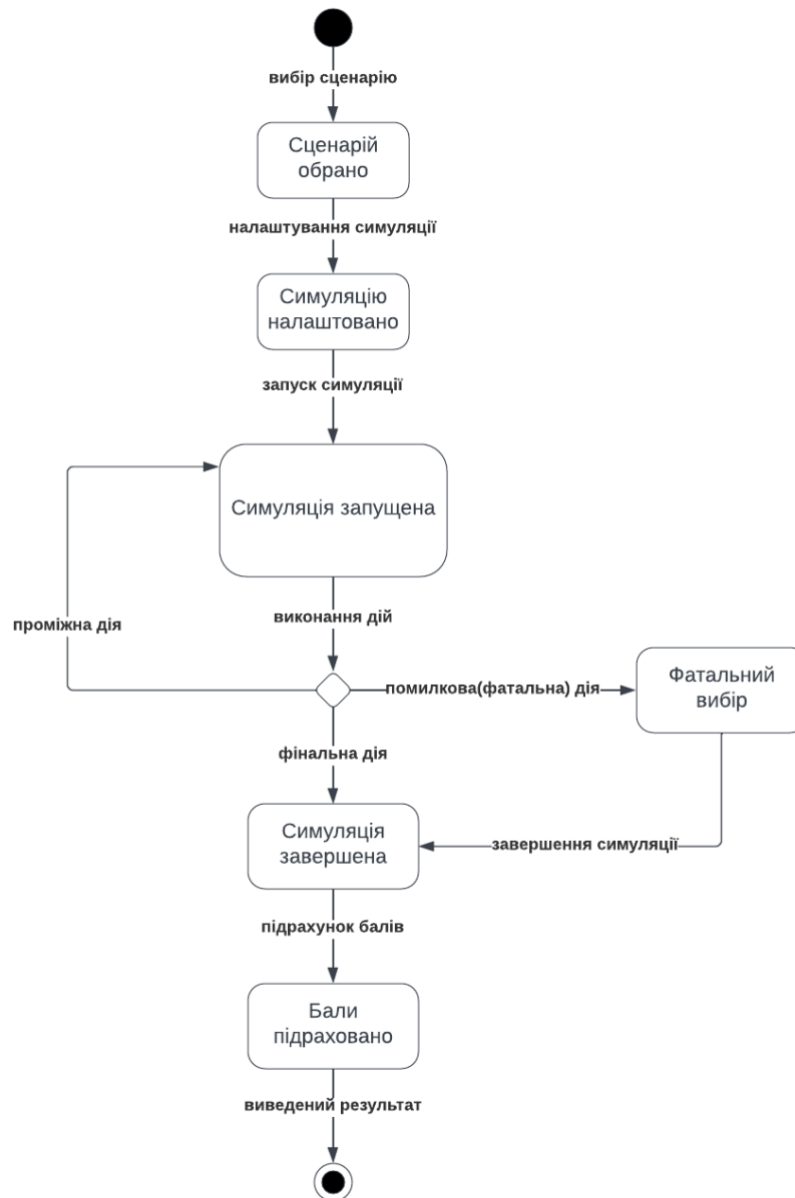 вибір сценарію
Сценарій
обрано
налаштування симуляції
Симуляцію
налаштовано
запуск симуляції
Симуляція запущена
виконання дій
проміжна дія
помилкова(фатальна) дія
Фатальний
вибір
фінальна дія
Симуляція
завершена
завершення симуляції
підрахунок балів
Бали
підраховано
виведений результат